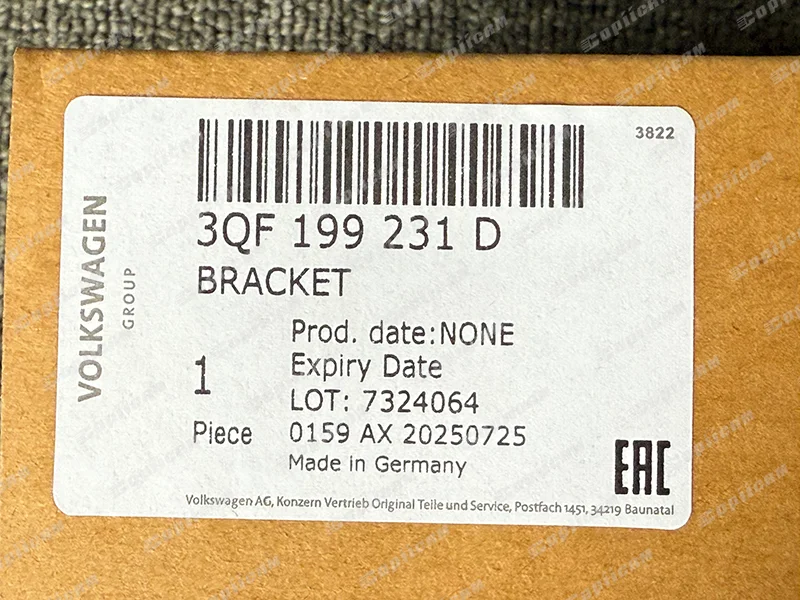 3822
3QF 199 231 D
BRACKET
VOLKSWAGEN
GROUP
Prod. date:NONE
Expiry Date
1
LOT: 7324064
Piece
0159 AX 20250725
Made in Germany
EAC
Volkswagen AG, Konzern Vertrieb Original Teile und Service, Postfach 1451, 34219 Baunatal